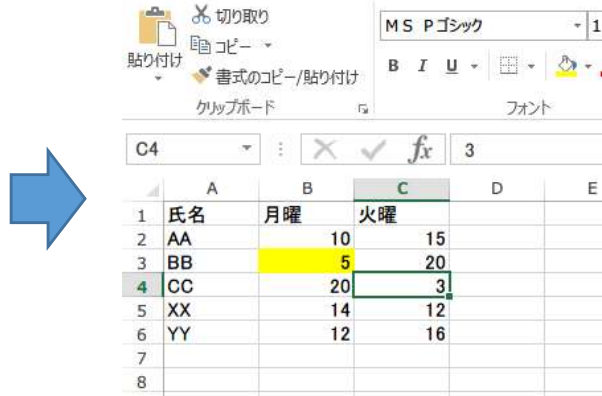 切り取り
コピー
貼り付け
書式のコピー/貼り付け
クリップボード
MS Pゴシック 1
B I U
フォント
C4 fx 3
A B C D E
1 氏名 月曜 火曜
2 AA 10 15
3 BB 5 20
4 CC 20 3
5 XX 14 12
6 YY 12 16
7
8